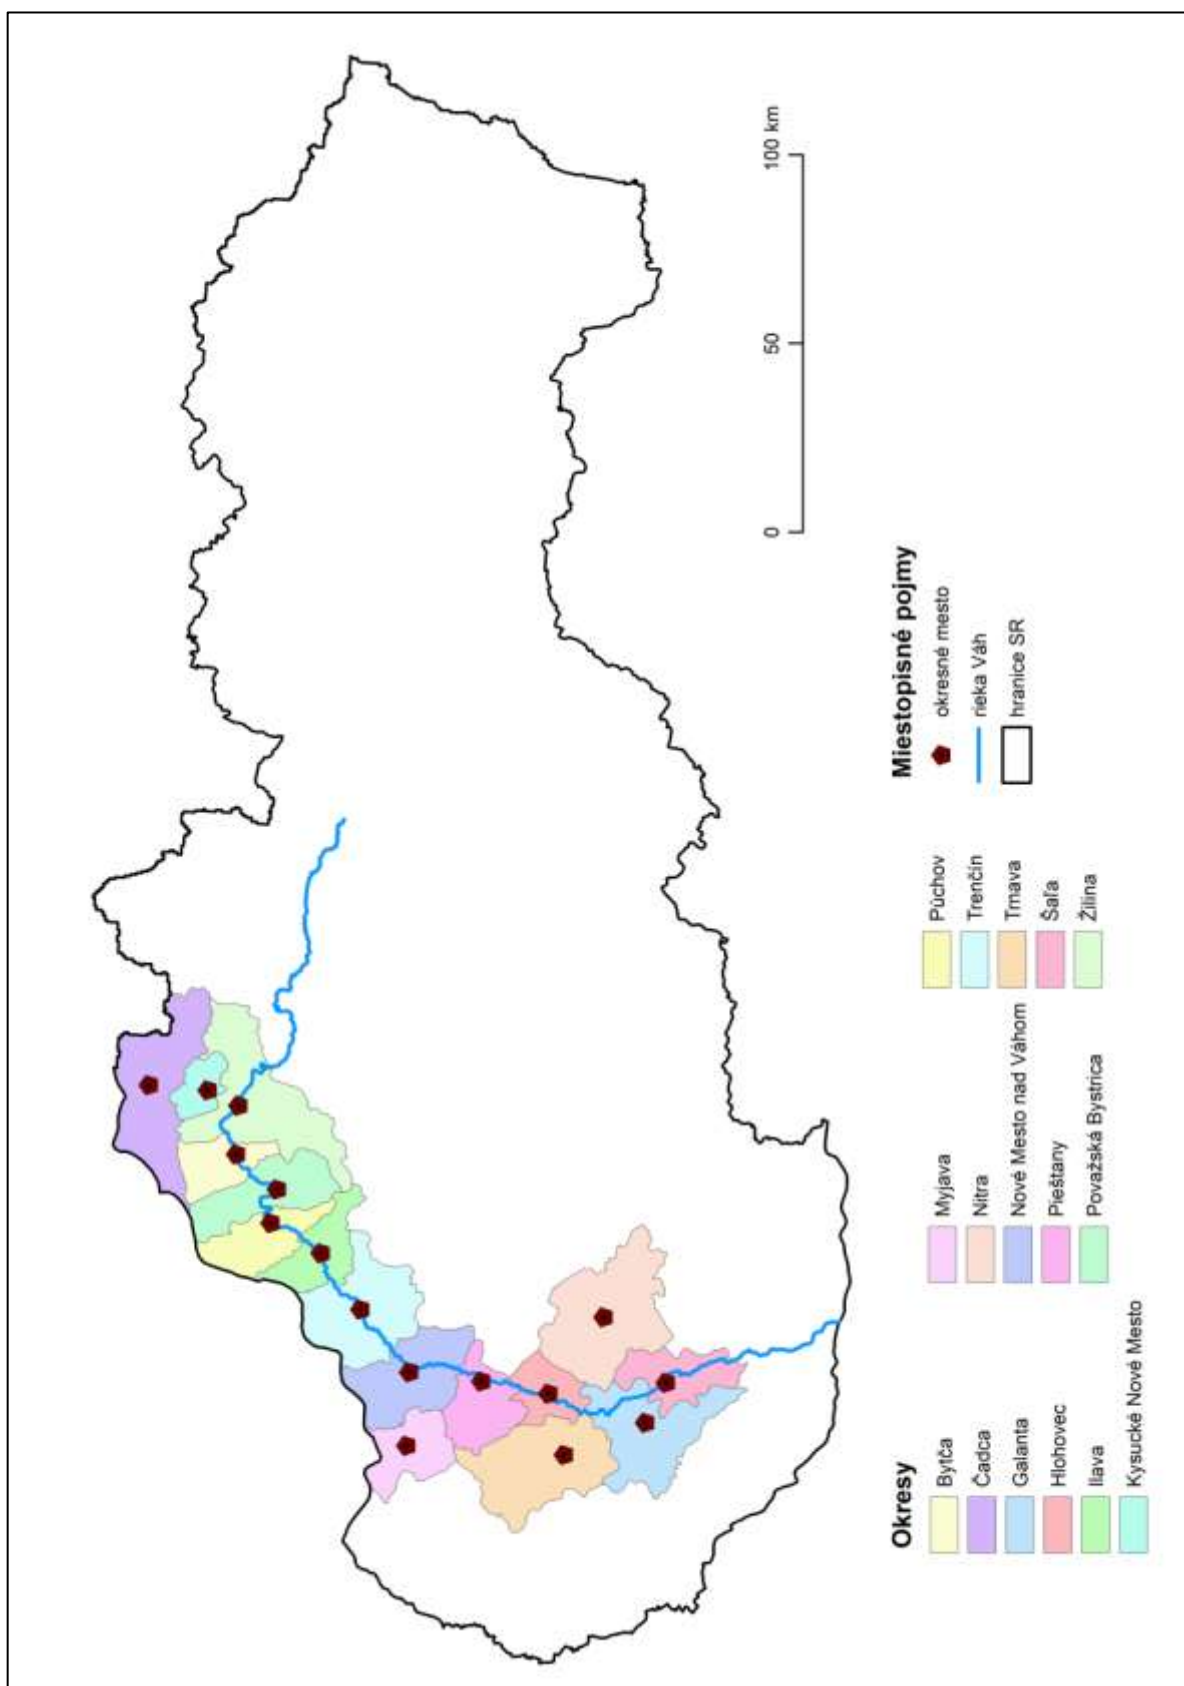 0 50 100 km
Okresy
Bytča
Čadca
Galanta
Hlohovec
Ilava
Kysucké Nové Mesto
Myjava
Nitra
Nové Mesto nad Váhom
Piešťany
Považská Bystrica
Púchov
Trenčín
Trnava
Šaľa
Žilina
Miestopisné pojmy
okresné mesto
rieka Váh
hranice SR